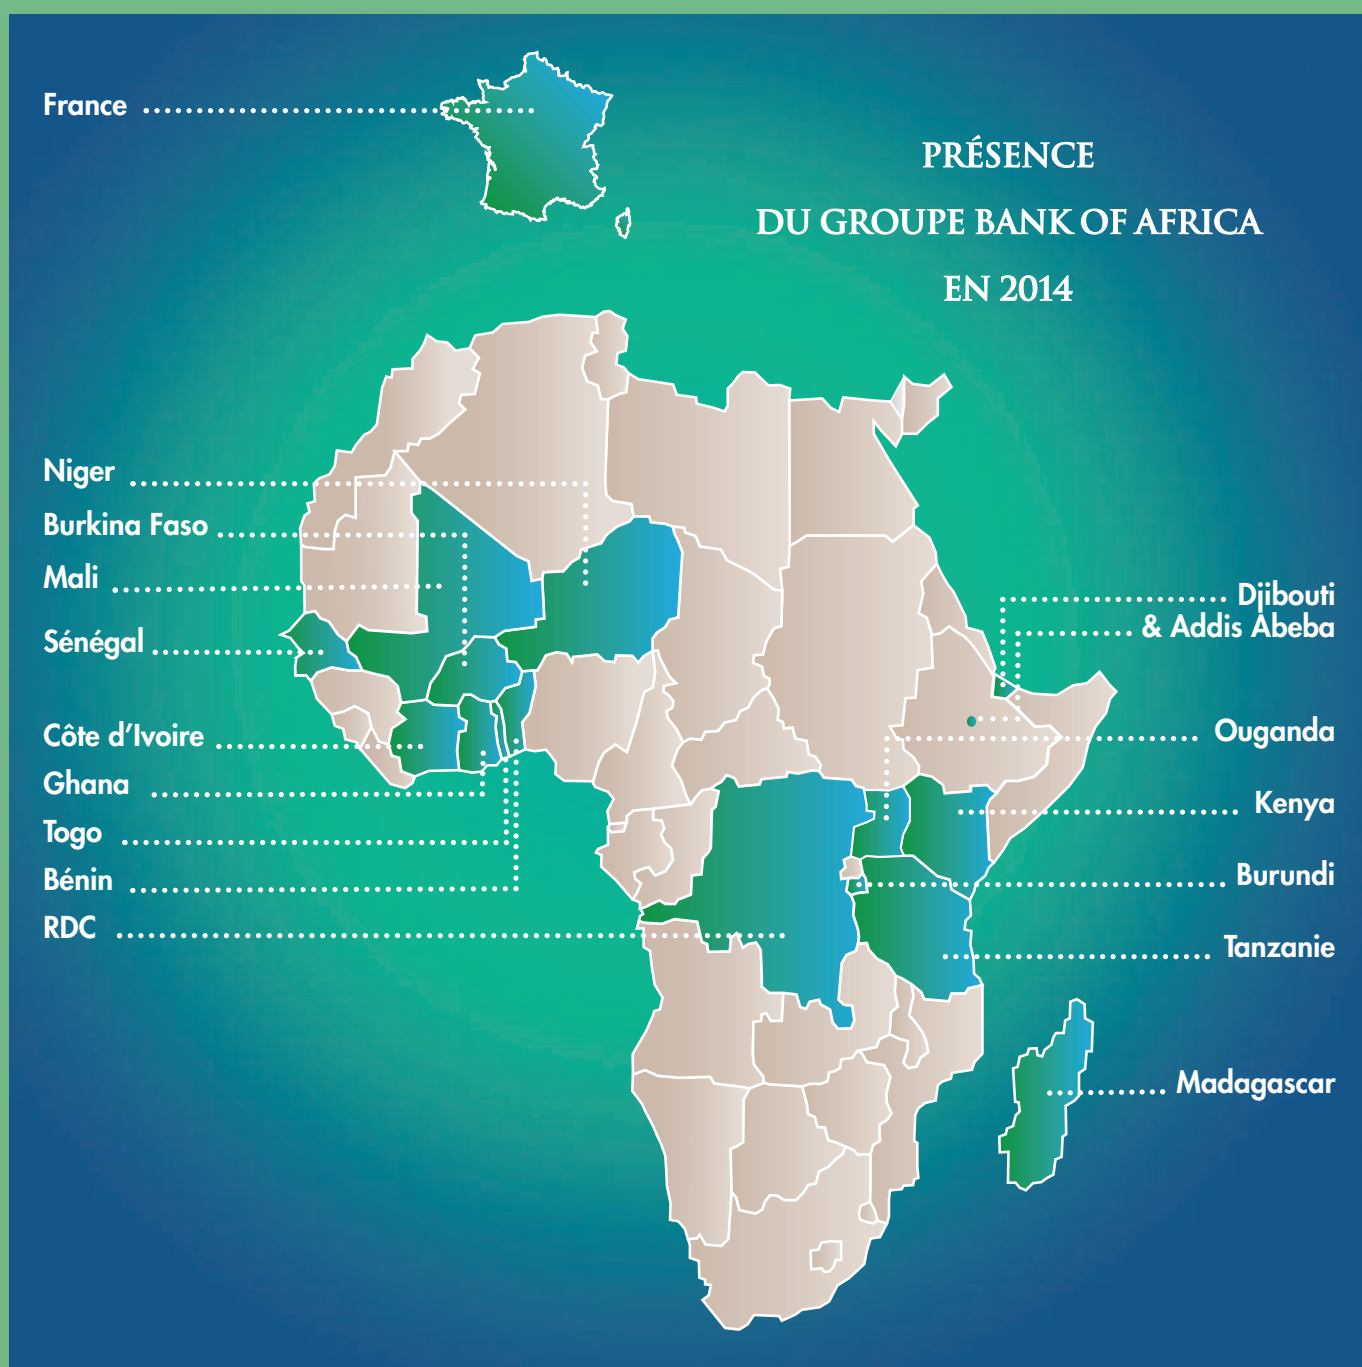 France
PRÉSENCE
DU GROUPE BANK OF AFRICA
EN 2014
Niger
Burkina Faso
Mali
Sénégal
Côte d'Ivoire
Ghana
Togo
Bénin
RDC
Djibouti
& Addis Abeba
Ouganda
Kenya
Burundi
Tanzanie
Madagascar